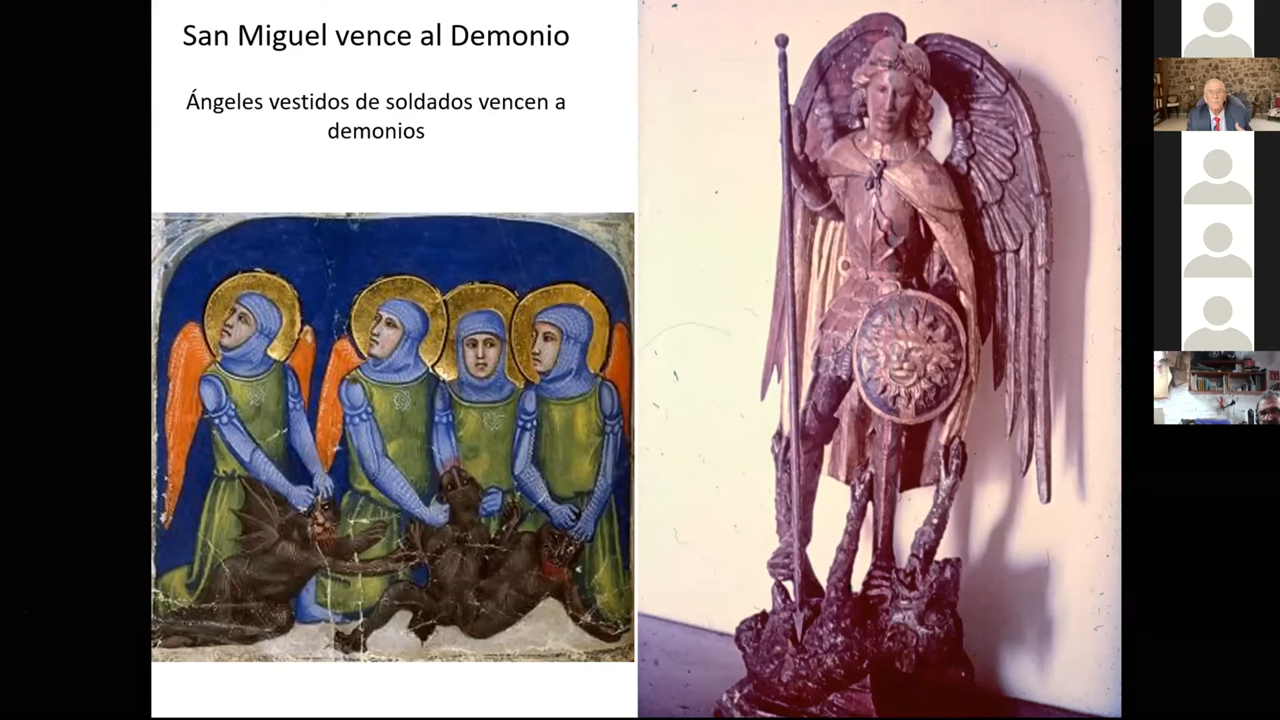 San Miguel vence al Demonio
Ángeles vestidos de soldados vencen a
demonios